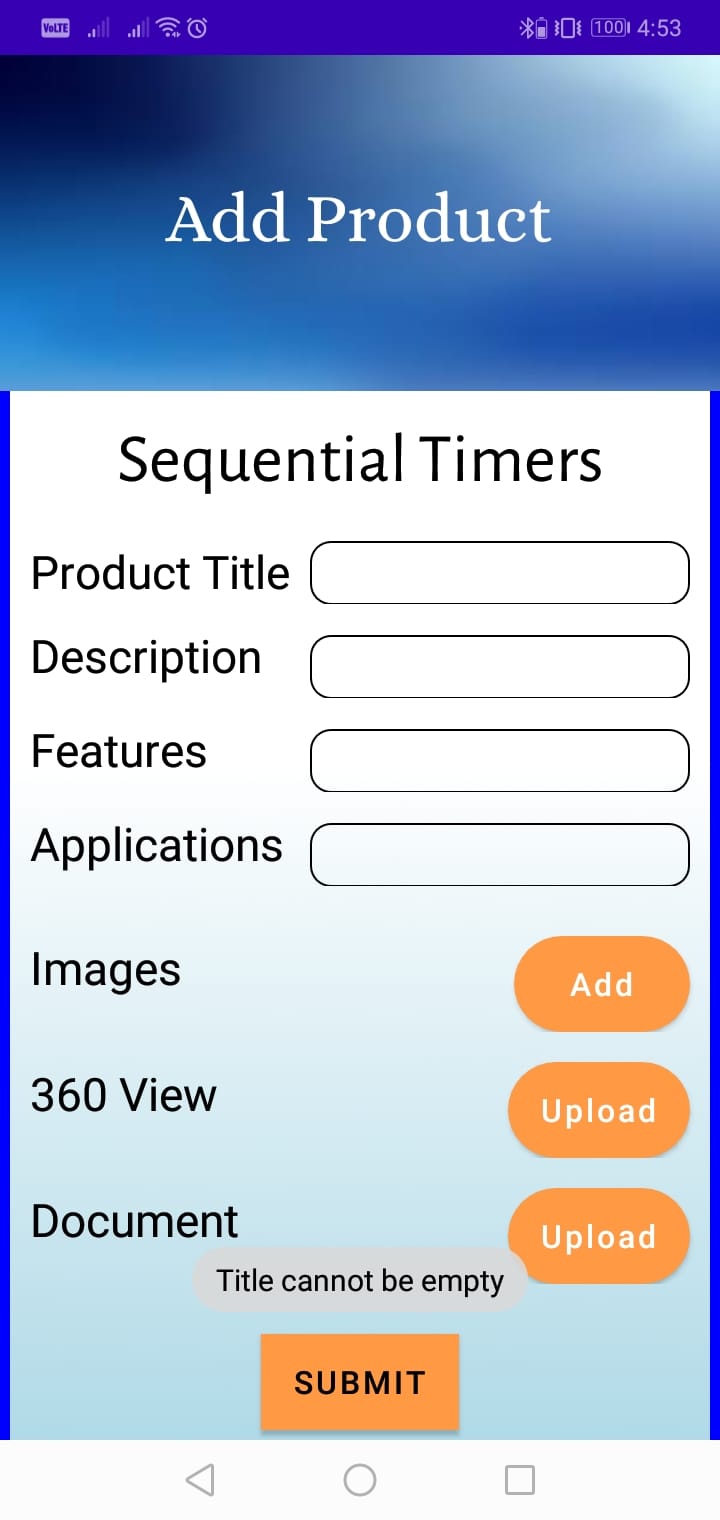 VoLTE 100 4:53
Add Product
Sequential Timers
Product Title
Description
Features
Applications
Images Add
360 View Upload
Document Upload
Title cannot be empty
SUBMIT